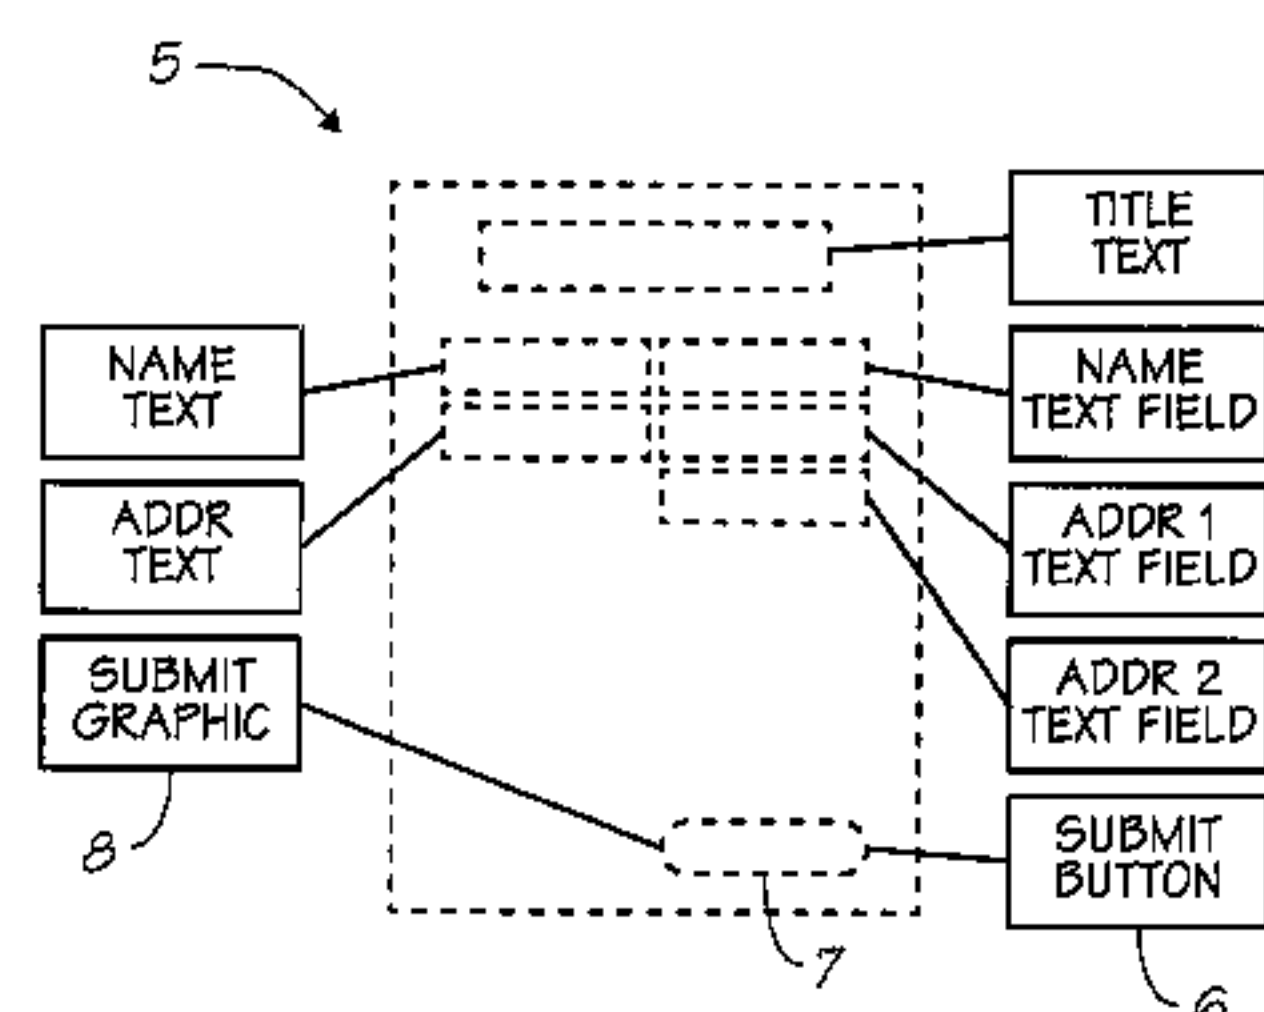 5
TITLE
TEXT
NAME
TEXT
NAME
TEXT FIELD
ADDR
TEXT
ADDR 1
TEXT FIELD
SUBMIT
GRAPHIC
ADDR 2
TEXT FIELD
8
SUBMIT
BUTTON
7
6